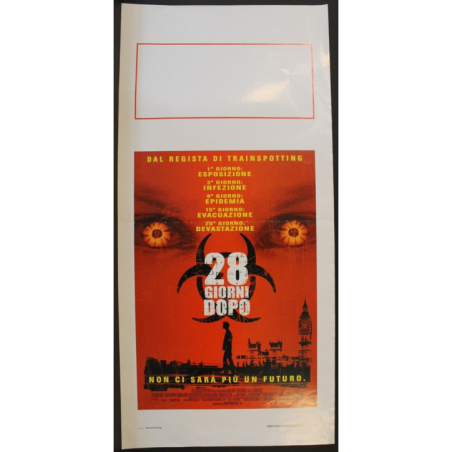 DAL REGISTA DI TRAINSPOTTING
1° GIORNO:
ESPOSIZIONE
3° GIORNO:
INFEZIONE
8° GIORNO:
EPIDEMIA
15° GIORNO:
EVACUAZIONE
20° GIORNO:
DEVASTAZIONE
28
GIORNI
DOPO
NON CI SARÀ PIÙ UN FUTURO.